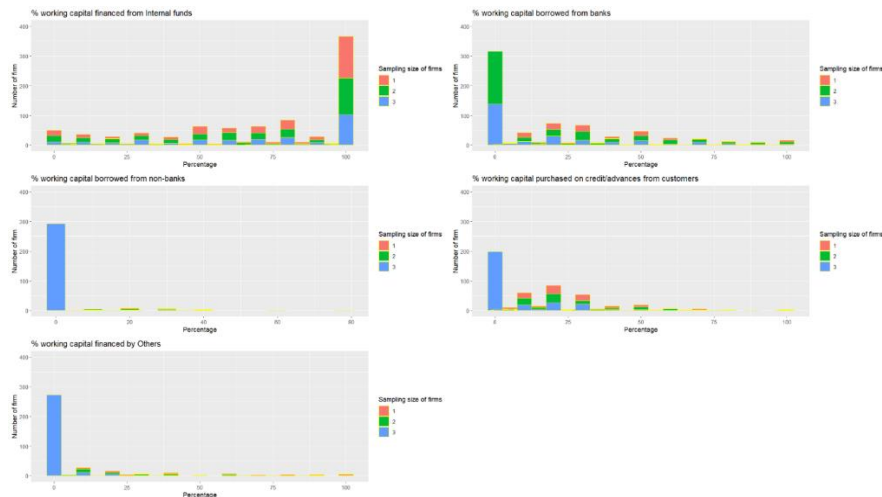 % working capital financed from Internal funds
Number of firm
400
300
200
100
0
0 25 50 75 100
Percentage
Sampling size of firms
1
2
3
% working capital borrowed from banks
Number of firm
400
300
200
100
0
0 25 50 75 100
Percentage
Sampling size of firms
1
2
3
% working capital borrowed from non-banks
Number of firm
400
300
200
100
0
0 20 40 60 80
Percentage
Sampling size of firms
1
2
3
% working capital purchased on credit/advances from customers
Number of firm
400
300
200
100
0
0 25 50 75 100
Percentage
Sampling size of firms
1
2
3
% working capital financed by Others
Number of firm
400
300
200
100
0
0 25 50 75 100
Percentage
Sampling size of firms
1
2
3